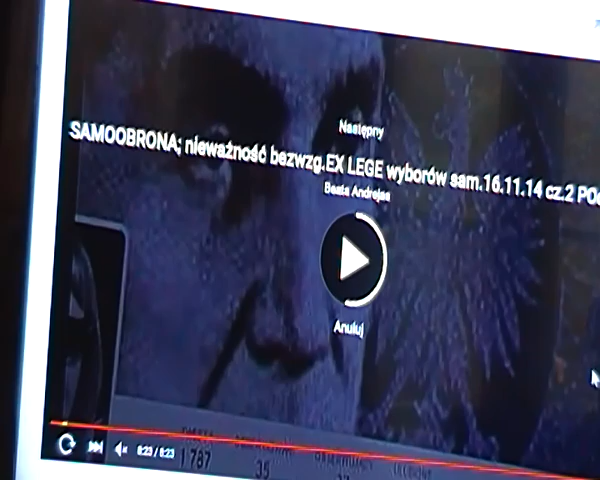 Następny
SAMOOBRONA; nieważność bezwzg.EX LEGE wyborów sam.16.11.14 cz.2
Beata Andrejas
Anuluj
8:23 / 8:23
1 787
35